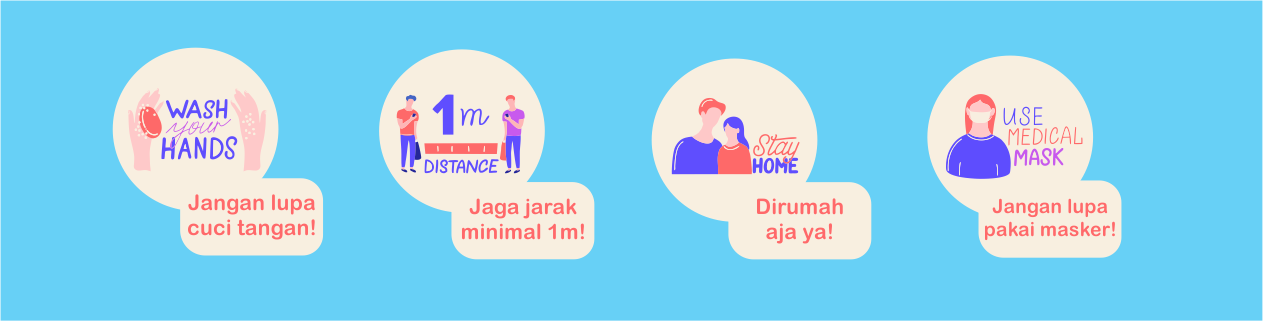 WASH
your
HANDS
Jangan lupa
cuci tangan!
1m
DISTANCE
Jaga jarak
minimal 1m!
Stay
HOME
Dirumah
aja ya!
USE
MEDICAL
MASK
Jangan lupa
pakai masker!